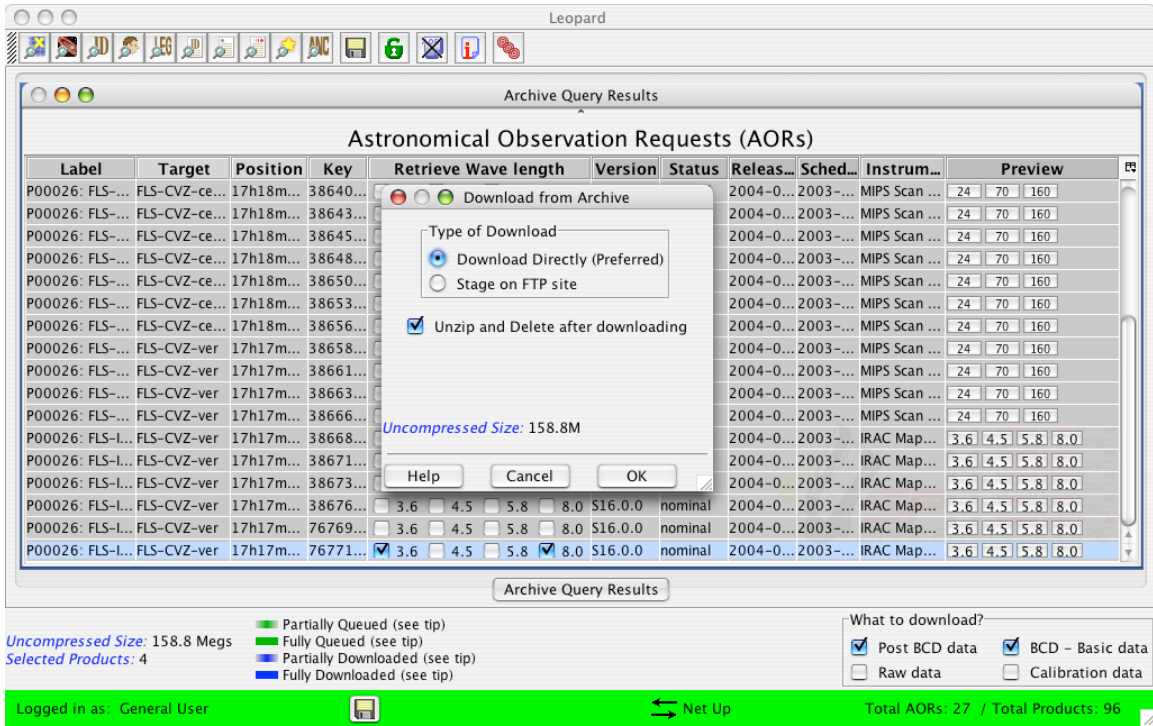 Leopard
JD LEG ID ANC i
Archive Query Results
Astronomical Observation Requests (AORs)
Label Target Position Key Retrieve Wave length Version Status Releas... Sched... Instrum... Preview
P00026: FLS-... FLS-CVZ-ce... 17h18m... 38640... 2004-0... 2003-... MIPS Scan ... 24 70 160
P00026: FLS-... FLS-CVZ-ce... 17h18m... 38643... 2004-0... 2003-... MIPS Scan ... 24 70 160
P00026: FLS-... FLS-CVZ-ce... 17h18m... 38645... 2004-0... 2003-... MIPS Scan ... 24 70 160
P00026: FLS-... FLS-CVZ-ce... 17h18m... 38648... 2004-0... 2003-... MIPS Scan ... 24 70 160
P00026: FLS-... FLS-CVZ-ce... 17h18m... 38650... 2004-0... 2003-... MIPS Scan ... 24 70 160
P00026: FLS-... FLS-CVZ-ce... 17h18m... 38653... 2004-0... 2003-... MIPS Scan ... 24 70 160
P00026: FLS-... FLS-CVZ-ce... 17h18m... 38656... 2004-0... 2003-... MIPS Scan ... 24 70 160
P00026: FLS-... FLS-CVZ-ver 17h17m... 38658... 2004-0... 2003-... MIPS Scan ... 24 70 160
P00026: FLS-... FLS-CVZ-ver 17h17m... 38661... 2004-0... 2003-... MIPS Scan ... 24 70 160
P00026: FLS-... FLS-CVZ-ver 17h17m... 38663... 2004-0... 2003-... MIPS Scan ... 24 70 160
P00026: FLS-... FLS-CVZ-ver 17h17m... 38666... 2004-0... 2003-... MIPS Scan ... 24 70 160
P00026: FLS-I... FLS-CVZ-ver 17h17m... 38668... 2004-0... 2003-... IRAC Map... 3.6 4.5 5.8 8.0
P00026: FLS-I... FLS-CVZ-ver 17h17m... 38671... 2004-0... 2003-... IRAC Map... 3.6 4.5 5.8 8.0
P00026: FLS-I... FLS-CVZ-ver 17h17m... 38673... 2004-0... 2003-... IRAC Map... 3.6 4.5 5.8 8.0
P00026: FLS-I... FLS-CVZ-ver 17h17m... 38676... 3.6 4.5 5.8 8.0 S16.0.0 nominal 2004-0... 2003-... IRAC Map... 3.6 4.5 5.8 8.0
P00026: FLS-I... FLS-CVZ-ver 17h17m... 76769... 3.6 4.5 5.8 8.0 S16.0.0 nominal 2004-0... 2003-... IRAC Map... 3.6 4.5 5.8 8.0
P00026: FLS-I... FLS-CVZ-ver 17h17m... 76771... 3.6 4.5 5.8 8.0 S16.0.0 nominal 2004-0... 2003-... IRAC Map... 3.6 4.5 5.8 8.0
Download from Archive
Type of Download
Download Directly (Preferred)
Stage on FTP site
Unzip and Delete after downloading
Uncompressed Size: 158.8M
Help Cancel OK
Archive Query Results
Uncompressed Size: 158.8 Megs
Selected Products: 4
Partially Queued (see tip)
Fully Queued (see tip)
Partially Downloaded (see tip)
Fully Downloaded (see tip)
What to download?
Post BCD data BCD - Basic data
Raw data Calibration data
Logged in as: General User Net Up Total AORs: 27 / Total Products: 96